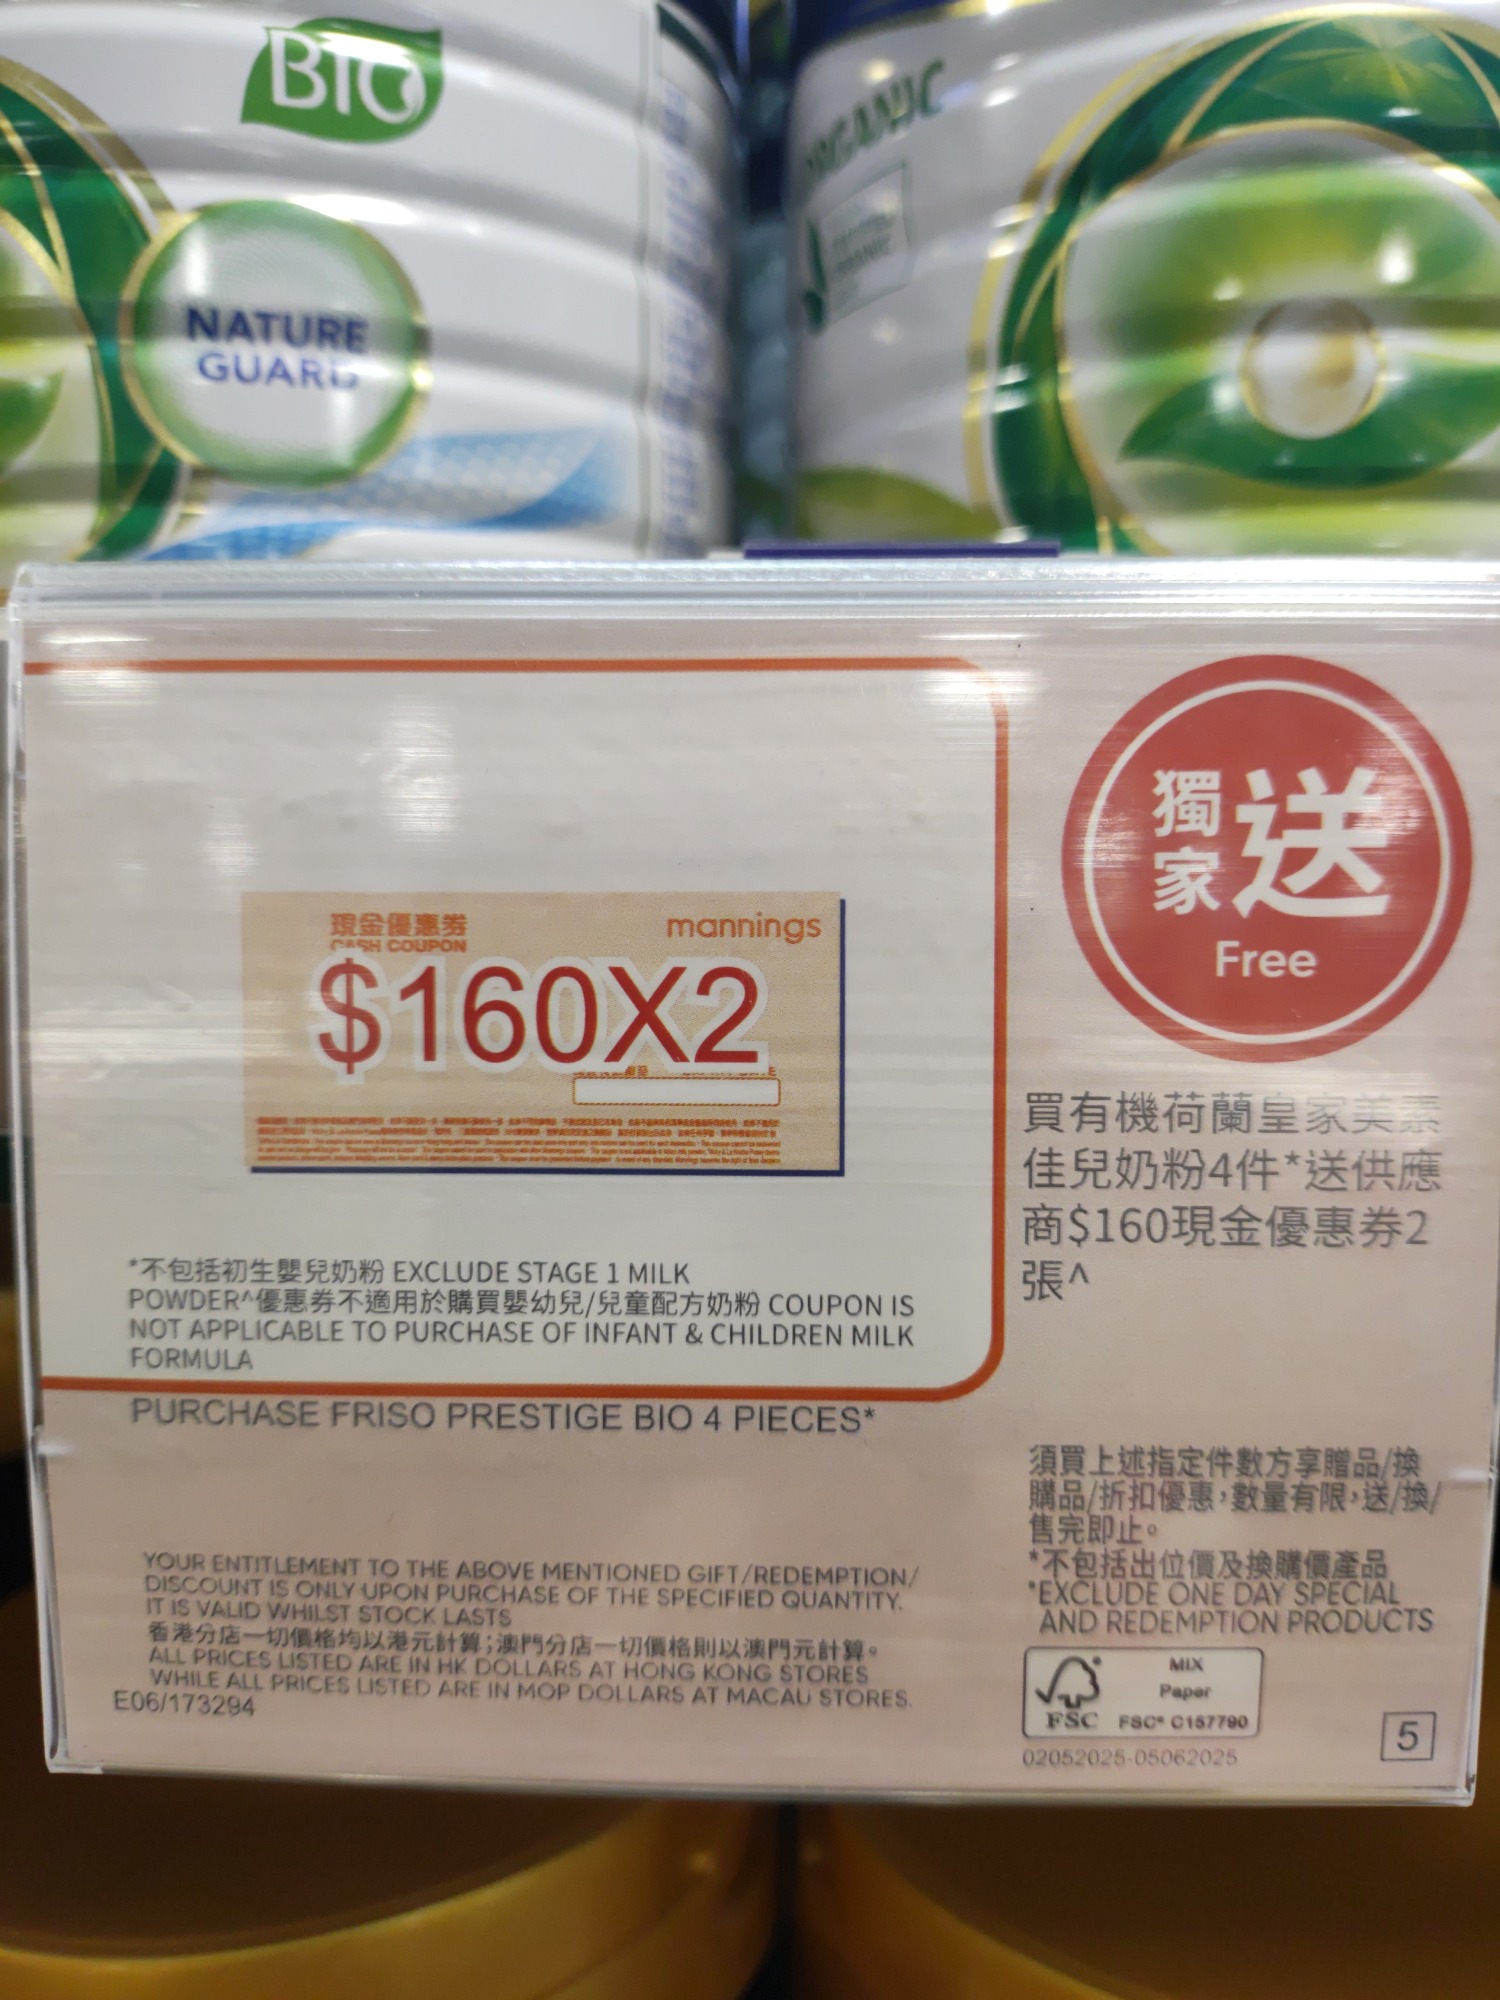 BIO
NATURE
GUARD
ORGANIC
現金優惠券
CASH COUPON
mannings
$160X2
獨家
送
Free
買有機荷蘭皇家美素
佳兒奶粉4件*送供應
商$160現金優惠券2
張^
*不包括初生嬰兒奶粉 EXCLUDE STAGE 1 MILK
POWDER^優惠券不適用於購買嬰幼兒/兒童配方奶粉 COUPON IS
NOT APPLICABLE TO PURCHASE OF INFANT & CHILDREN MILK
FORMULA
PURCHASE FRISO PRESTIGE BIO 4 PIECES*
須買上述指定件數方享贈品/換
購品/折扣優惠，數量有限，送/換/
售完即止。
*不包括出位價及換購價產品
*EXCLUDE ONE DAY SPECIAL
AND REDEMPTION PRODUCTS
YOUR ENTITLEMENT TO THE ABOVE MENTIONED GIFT/REDEMPTION/
DISCOUNT IS ONLY UPON PURCHASE OF THE SPECIFIED QUANTITY.
IT IS VALID WHILST STOCK LASTS
香港分店一切價格均以港元計算；澳門分店一切價格則以澳門元計算。
ALL PRICES LISTED ARE IN HK DOLLARS AT HONG KONG STORES
WHILE ALL PRICES LISTED ARE IN MOP DOLLARS AT MACAU STORES.
E06/173294
FSC
MIX
Paper
FSC® C157790
02052025-05062025
5